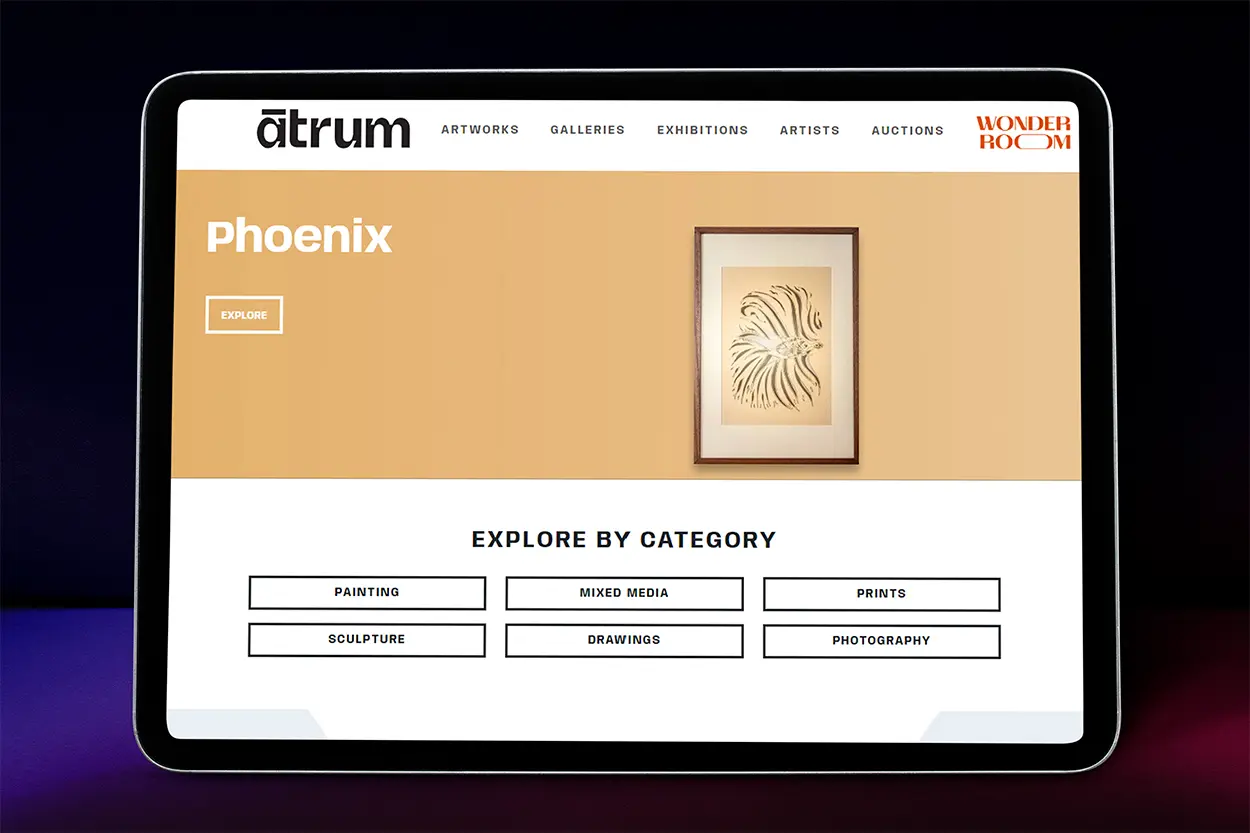 ātrum
ARTWORKS GALLERIES EXHIBITIONS ARTISTS AUCTIONS
WONDER
ROOM
Phoenix
EXPLORE
EXPLORE BY CATEGORY
PAINTING MIXED MEDIA PRINTS
SCULPTURE DRAWINGS PHOTOGRAPHY